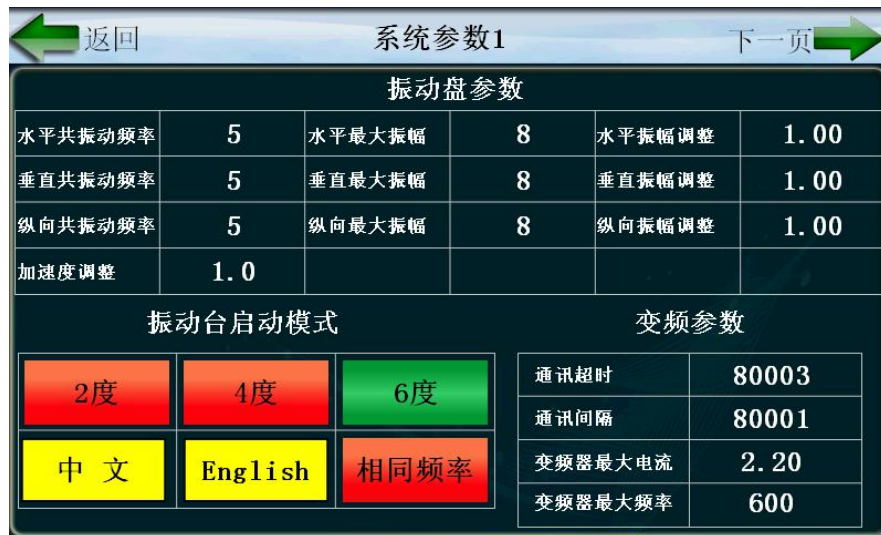 返回 系统参数1 下一页
振动盘参数
水平共振动频率 5 水平最大振幅 8 水平振幅调整 1.00
垂直共振动频率 5 垂直最大振幅 8 垂直振幅调整 1.00
纵向共振动频率 5 纵向最大振幅 8 纵向振幅调整 1.00
加速度调整 1.0
振动台启动模式 变频参数
2度 4度 6度
中 文 English 相同频率
通讯超时 80003
通讯间隔 80001
变频器最大电流 2.20
变频器最大频率 600